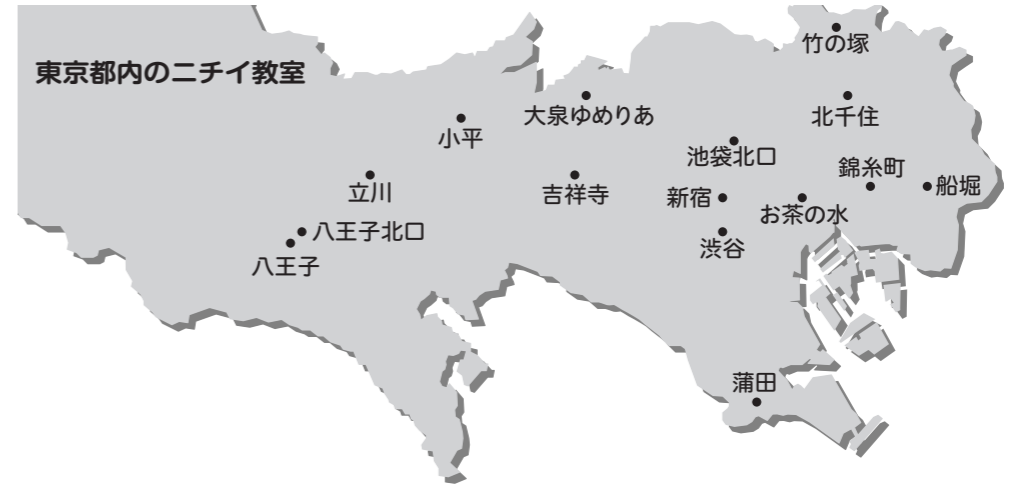 東京都内のニチイ教室
竹の塚
大泉ゆめりあ
北千住
小平
池袋北口
錦糸町
立川
吉祥寺
新宿
船堀
お茶の水
八王子北口
渋谷
八王子
蒲田